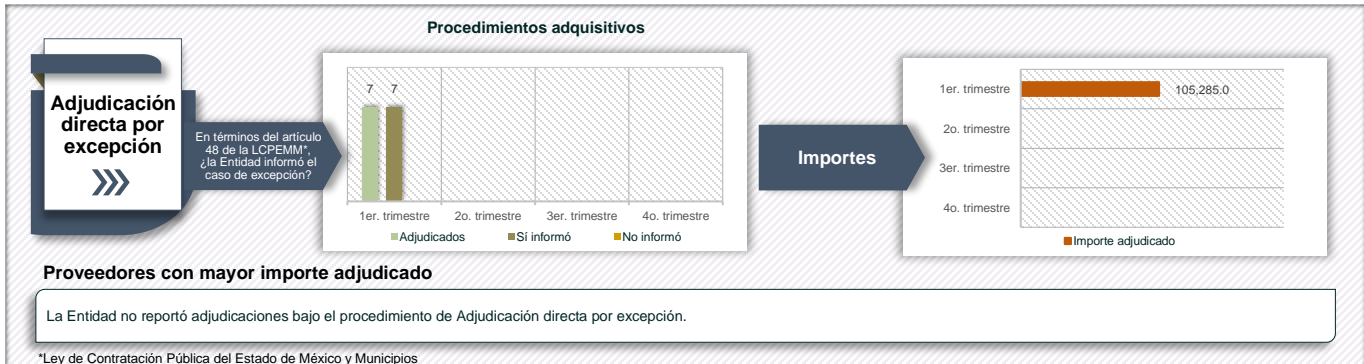 Procedimientos adquisitivos
Adjudicación
directa por
excepción
En términos del artículo
48 de la LCPEMM*,
¿la Entidad informó el
caso de excepción?
7 7
1er. trimestre 2o. trimestre 3er. trimestre 4o. trimestre
Adjudicados Sí informó No informó
Importes
1er. trimestre 105,285.0
2o. trimestre
3er. trimestre
4o. trimestre
Importe adjudicado
Proveedores con mayor importe adjudicado
La Entidad no reportó adjudicaciones bajo el procedimiento de Adjudicación directa por excepción.
*Ley de Contratación Pública del Estado de México y Municipios